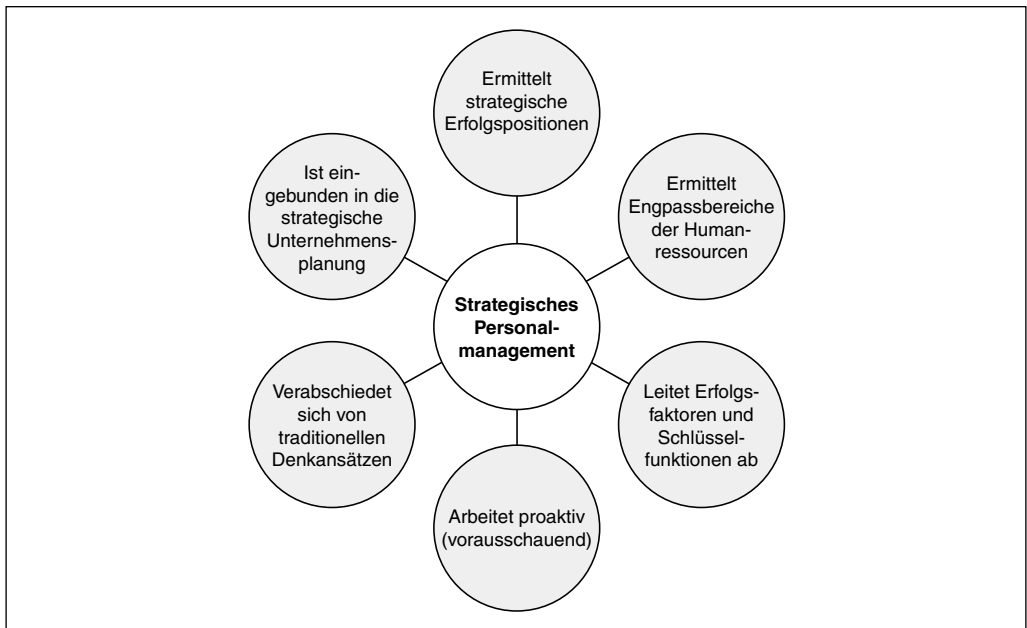 Ermittelt
strategische
Erfolgspositionen
Ist ein-
gebunden in die
strategische
Unternehmens-
planung
Ermittelt
Engpassbereiche
der Human-
ressourcen
Strategisches
Personal-
management
Verabschiedet
sich von
traditionellen
Denkansätzen
Leitet Erfolgs-
faktoren und
Schlüssel-
funktionen ab
Arbeitet proaktiv
(vorausschauend)